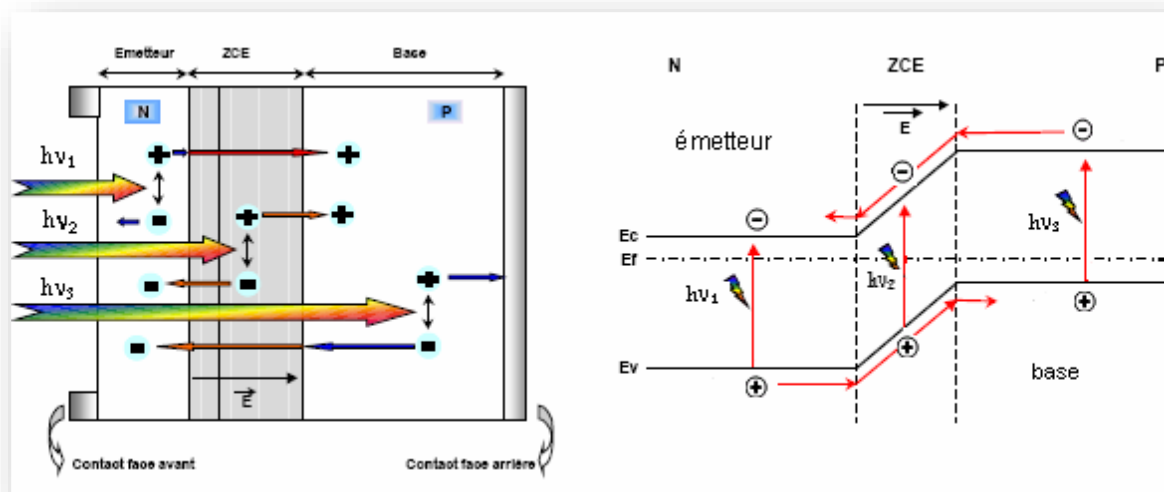 Emetteur ZCE Base
N P
hν₁
hν₂
hν₃
E
Contact face avant Contact face arrière
N ZCE P
E
émetteur
Ec
Ef
hν₁ hν₂ hν₃
Ev
base